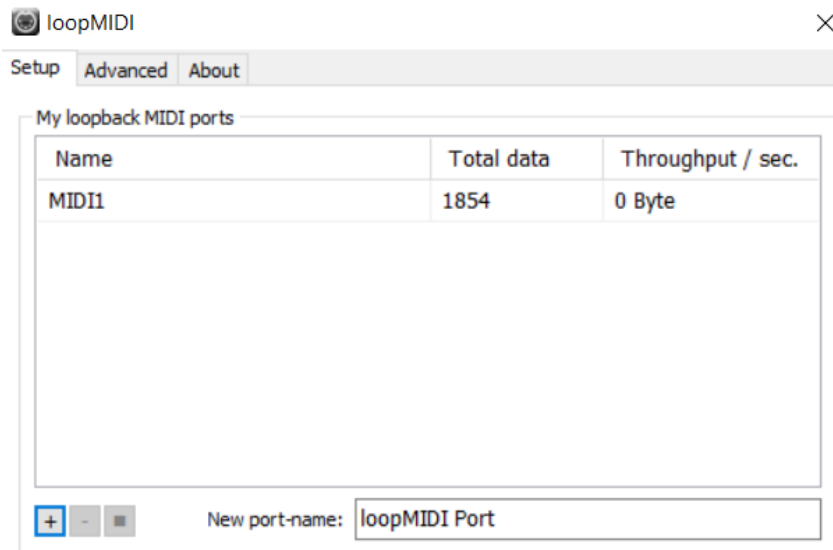 loopMIDI
Setup Advanced About
My loopback MIDI ports
Name Total data Throughput / sec.
MIDI1 1854 0 Byte
+ - New port-name: loopMIDI Port